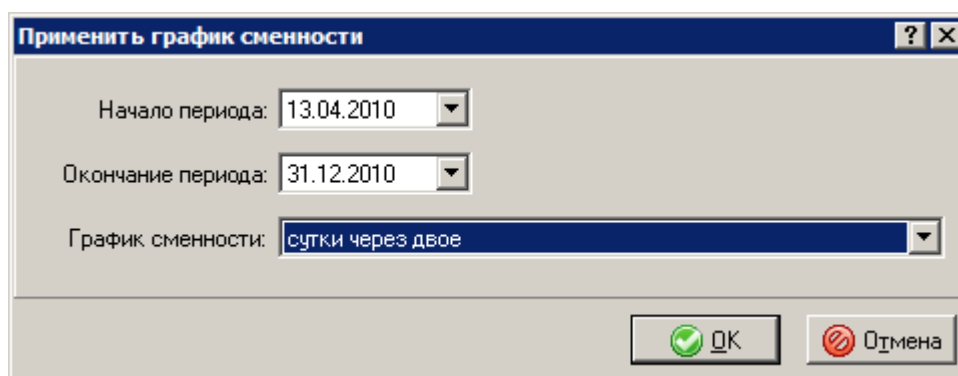 Применить график сменности
Начало периода: 13.04.2010
Окончание периода: 31.12.2010
График сменности: сутки через двое
OK Отмена